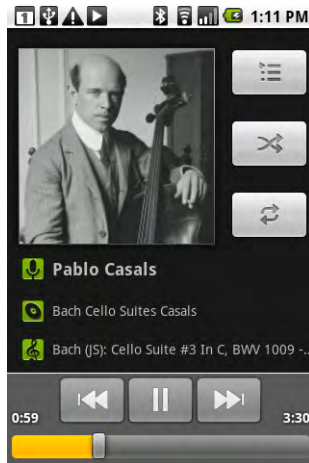 1 1:11 PM
Pablo Casals
Bach Cello Suites Casals
Bach (JS): Cello Suite #3 In C, BWV 1009 -..
0:59 3:30